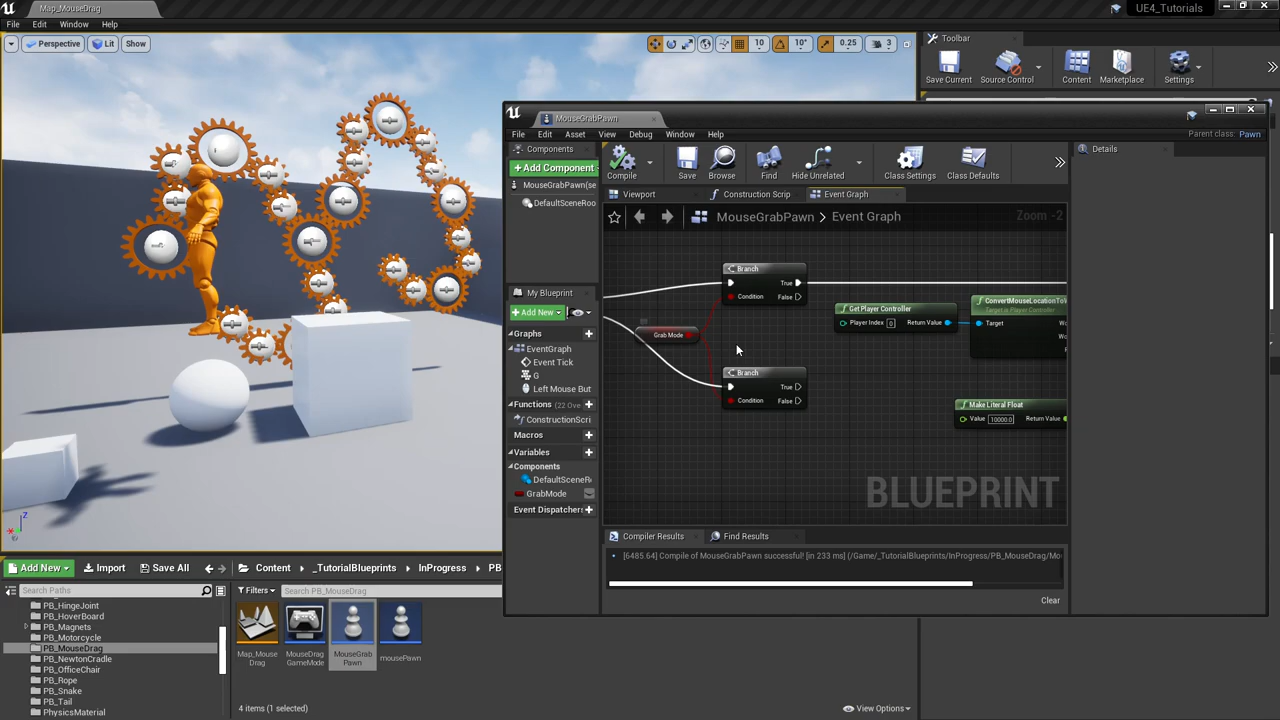 Map_MouseDrag
UE4_Tutorials
File Edit Window Help
Perspective Lit Show
10 10° 0.25 3
Toolbar
Save Current Source Control Content Marketplace Settings
MouseGrabPawn
File Edit Asset View Debug Window Help
Parent class: Pawn
Components
+ Add Component
MouseGrabPawn(se
DefaultSceneRoo
My Blueprint
+ Add New
Graphs
EventGraph
Event Tick
G
Left Mouse But
Functions (22 Ove
ConstructionScri
Macros
Variables
Components
DefaultSceneR
GrabMode
Event Dispatchers
Compile Save Browse Find Hide Unrelated Class Settings Class Defaults
Viewport Construction Scrip Event Graph
MouseGrabPawn > Event Graph
Zoom -2
Branch
True
Condition False
Get Player Controller
Player Index 0 Return Value
ConvertMouseLocationToW
Target is Player Controller
Target
Grab Mode
Branch
True
Condition False
Make Literal Float
Value 10000.0 Return Value
BLUEPRINT
Compiler Results Find Results
[6485.64] Compile of MouseGrabPawn successful! [in 233 ms] (/Game/_TutorialBlueprints/InProgress/PB_MouseDrag/Mo
Clear
Details
Z
Add New Import Save All Content _TutorialBlueprints InProgress PB
Search Paths
Filters Search PB_MouseDrag
PB_HingeJoint
PB_HoverBoard
PB_Magnets
PB_Motorcycle
PB_MouseDrag
PB_NewtonCradle
PB_OfficeChair
PB_Rope
PB_Snake
PB_Tail
PhysicsMaterial
Map_Mouse
Drag
MouseDrag
GameMode
MouseGrab
Pawn
mousePawn
4 items (1 selected)
View Options